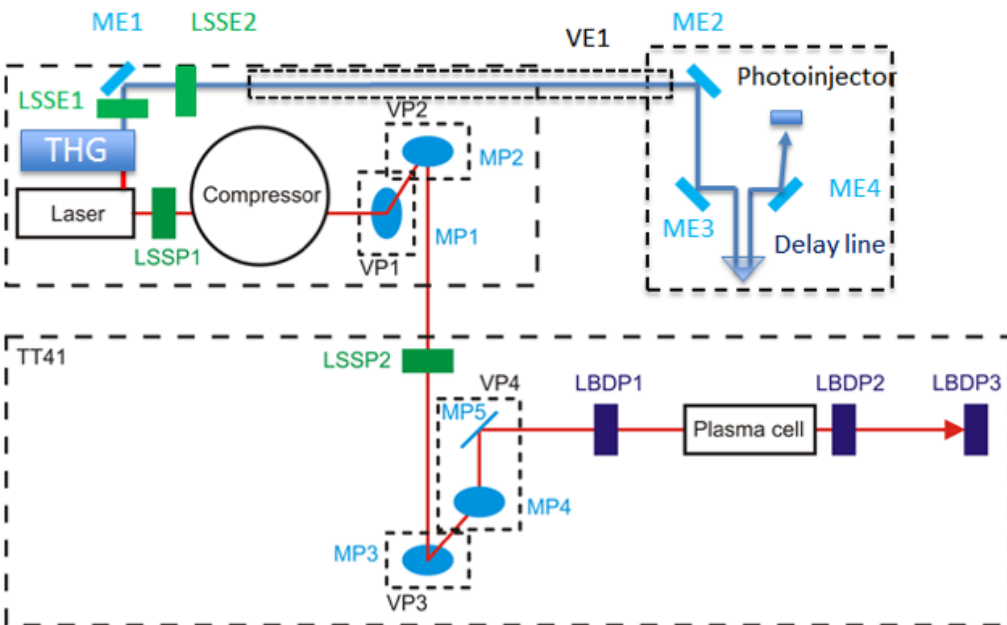 ME1
LSSE2
VE1
ME2
Photoinjector
LSSE1
VP2
THG
MP2
Compressor
Laser
ME4
MP1
ME3
LSSP1
VP1
Delay line
TT41
LSSP2
VP4
LBDP1
LBDP2
LBDP3
MP5
Plasma cell
MP4
MP3
VP3